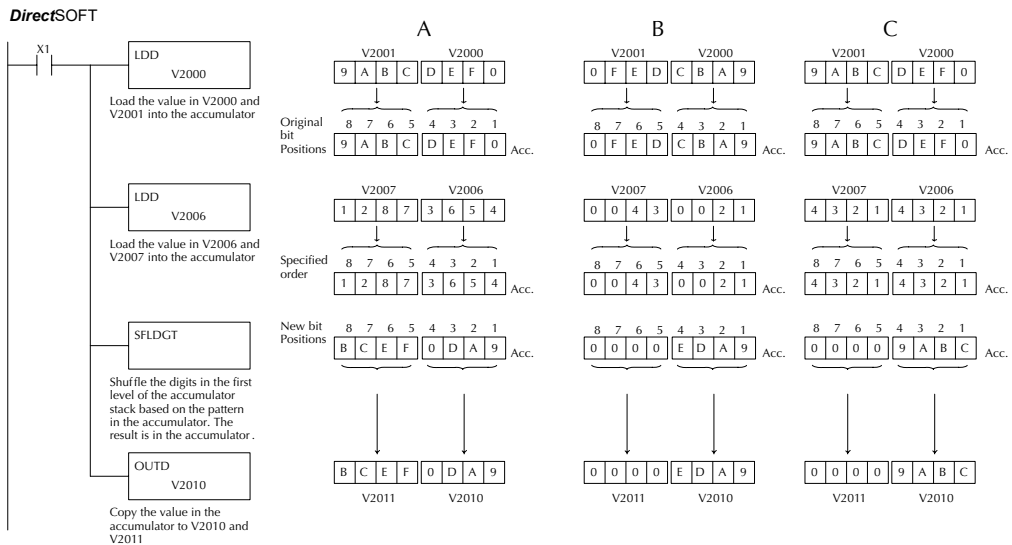 DirectSOFT
A B C
X1
LDD
V2000
Load the value in V2000 and
V2001 into the accumulator
V2001 V2000 V2001 V2000 V2001 V2000
9 A B C D E F 0 0 F E D C B A 9 9 A B C D E F 0
Original
bit
Positions
8 7 6 5 4 3 2 1 8 7 6 5 4 3 2 1 8 7 6 5 4 3 2 1
9 A B C D E F 0 Acc. 0 F E D C B A 9 Acc. 9 A B C D E F 0 Acc.
LDD
V2006
Load the value in V2006 and
V2007 into the accumulator
V2007 V2006 V2007 V2006 V2007 V2006
1 2 8 7 3 6 5 4 0 0 4 3 0 0 2 1 4 3 2 1 4 3 2 1
Specified
order
8 7 6 5 4 3 2 1 8 7 6 5 4 3 2 1 8 7 6 5 4 3 2 1
1 2 8 7 3 6 5 4 Acc. 0 0 4 3 0 0 2 1 Acc. 4 3 2 1 4 3 2 1 Acc.
SFLDGT
Shuffle the digits in the first
level of the accumulator
stack based on the pattern
in the accumulator. The
result is in the accumulator .
New bit
Positions
8 7 6 5 4 3 2 1 8 7 6 5 4 3 2 1 8 7 6 5 4 3 2 1
B C E F 0 D A 9 Acc. 0 0 0 0 E D A 9 Acc. 0 0 0 0 9 A B C Acc.
OUTD
V2010
Copy the value in the
accumulator to V2010 and
V2011
B C E F 0 D A 9 0 0 0 0 E D A 9 0 0 0 0 9 A B C
V2011 V2010 V2011 V2010 V2011 V2010